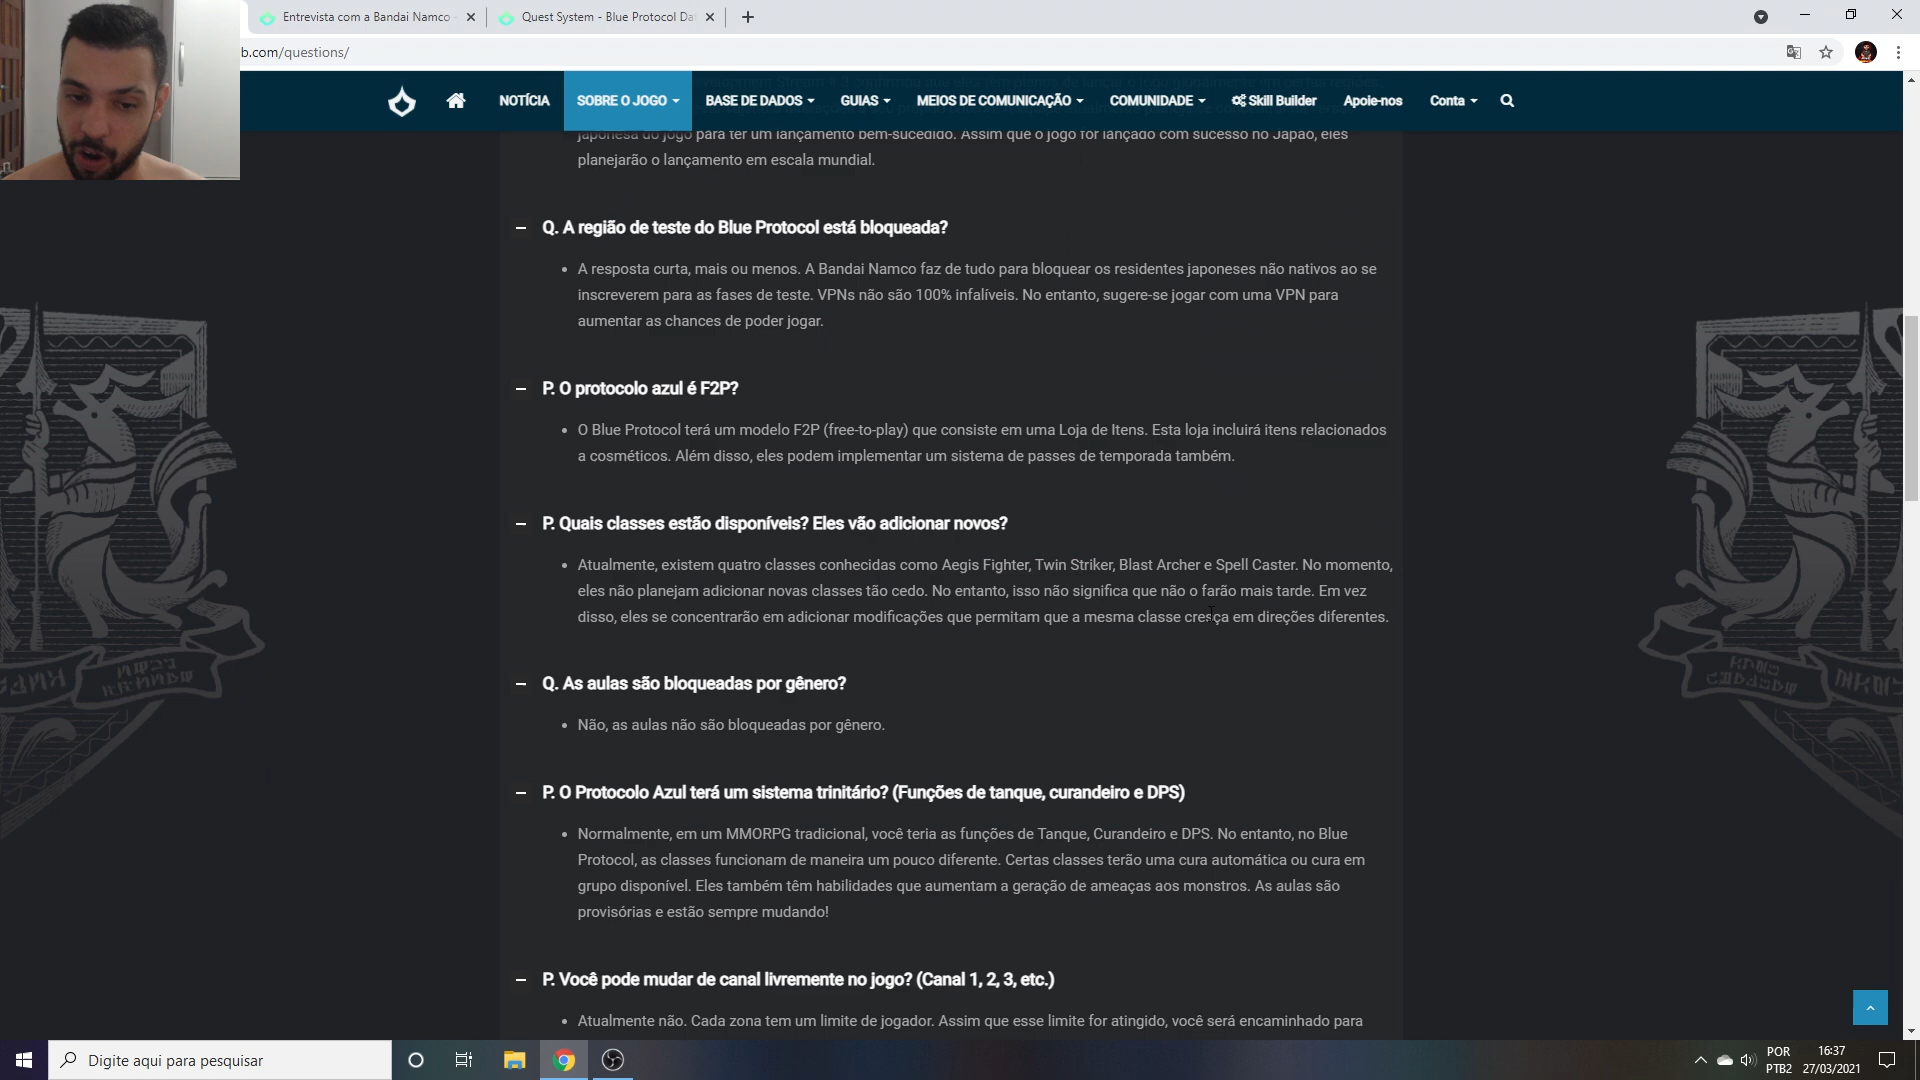 Entrevista com a Bandai Namco
Quest System - Blue Protocol Da
b.com/questions/
NOTÍCIA
SOBRE O JOGO
BASE DE DADOS
GUIAS
MEIOS DE COMUNICAÇÃO
COMUNIDADE
Skill Builder
Apoie-nos
Conta
japonesa do jogo para ter um lançamento bem-sucedido. Assim que o jogo for lançado com sucesso no Japão, eles
planejarão o lançamento em escala mundial.
Q. A região de teste do Blue Protocol está bloqueada?
A resposta curta, mais ou menos. A Bandai Namco faz de tudo para bloquear os residentes japoneses não nativos ao se
inscreverem para as fases de teste. VPNs não são 100% infalíveis. No entanto, sugere-se jogar com uma VPN para
aumentar as chances de poder jogar.
P. O protocolo azul é F2P?
O Blue Protocol terá um modelo F2P (free-to-play) que consiste em uma Loja de Itens. Esta loja incluirá itens relacionados
a cosméticos. Além disso, eles podem implementar um sistema de passes de temporada também.
P. Quais classes estão disponíveis? Eles vão adicionar novos?
Atualmente, existem quatro classes conhecidas como Aegis Fighter, Twin Striker, Blast Archer e Spell Caster. No momento,
eles não planejam adicionar novas classes tão cedo. No entanto, isso não significa que não o farão mais tarde. Em vez
disso, eles se concentrarão em adicionar modificações que permitam que a mesma classe cresça em direções diferentes.
Q. As aulas são bloqueadas por gênero?
Não, as aulas não são bloqueadas por gênero.
P. O Protocolo Azul terá um sistema trinitário? (Funções de tanque, curandeiro e DPS)
Normalmente, em um MMORPG tradicional, você teria as funções de Tanque, Curandeiro e DPS. No entanto, no Blue
Protocol, as classes funcionam de maneira um pouco diferente. Certas classes terão uma cura automática ou cura em
grupo disponível. Eles também têm habilidades que aumentam a geração de ameaças aos monstros. As aulas são
provisórias e estão sempre mudando!
P. Você pode mudar de canal livremente no jogo? (Canal 1, 2, 3, etc.)
Atualmente não. Cada zona tem um limite de jogador. Assim que esse limite for atingido, você será encaminhado para
Digite aqui para pesquisar
POR
PTB2
16:37
27/03/2021